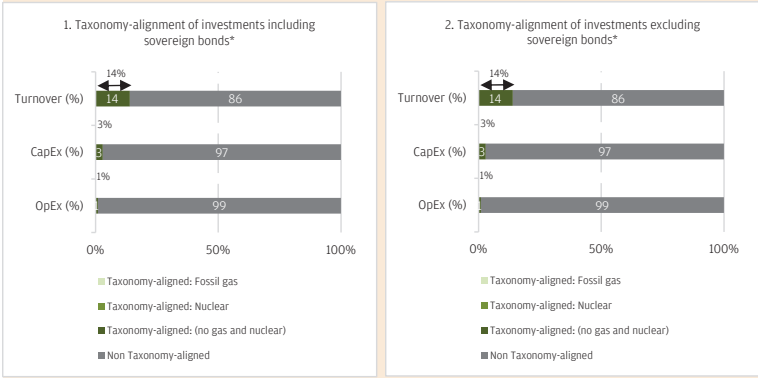 1. Taxonomy-alignment of investments including
sovereign bonds*
14%
Turnover (%)
14
86
3%
CapEx (%)
3
97
1%
OpEx (%)
1
99
0%
50%
100%
Taxonomy-aligned: Fossil gas
Taxonomy-aligned: Nuclear
Taxonomy-aligned: (no gas and nuclear)
Non Taxonomy-aligned
2. Taxonomy-alignment of investments excluding
sovereign bonds*
14%
Turnover (%)
14
86
3%
CapEx (%)
3
97
1%
OpEx (%)
1
99
0%
50%
100%
Taxonomy-aligned: Fossil gas
Taxonomy-aligned: Nuclear
Taxonomy-aligned: (no gas and nuclear)
Non Taxonomy-aligned